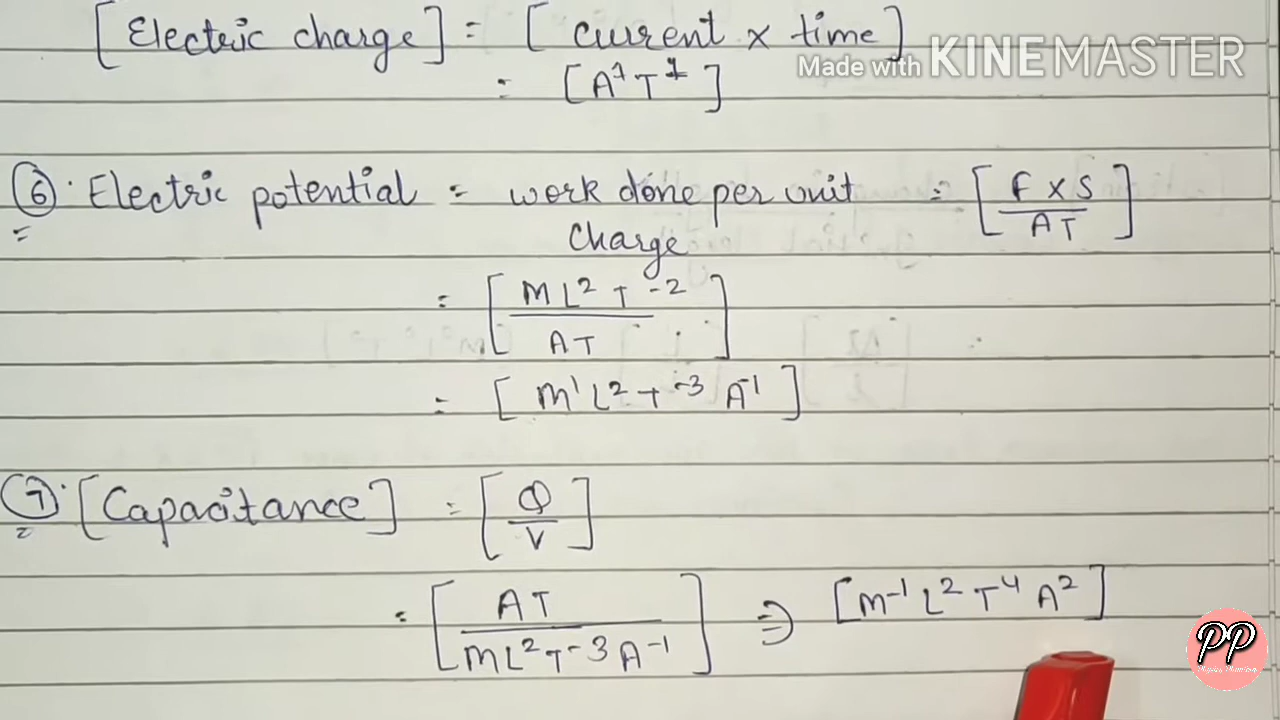 [Electric charge] = [current × time]
Made with KINEMASTER
= [A¹T¹]
⑥. Electric potential = work done per unit charge = [F × S / AT]
= [ML²T⁻² / AT]
= [M¹L²T⁻³A⁻¹]
⑦. [Capacitance] = [Q / V]
= [AT / ML²T⁻³A⁻¹] ⇒ [M⁻¹L²T⁴A²]
PP